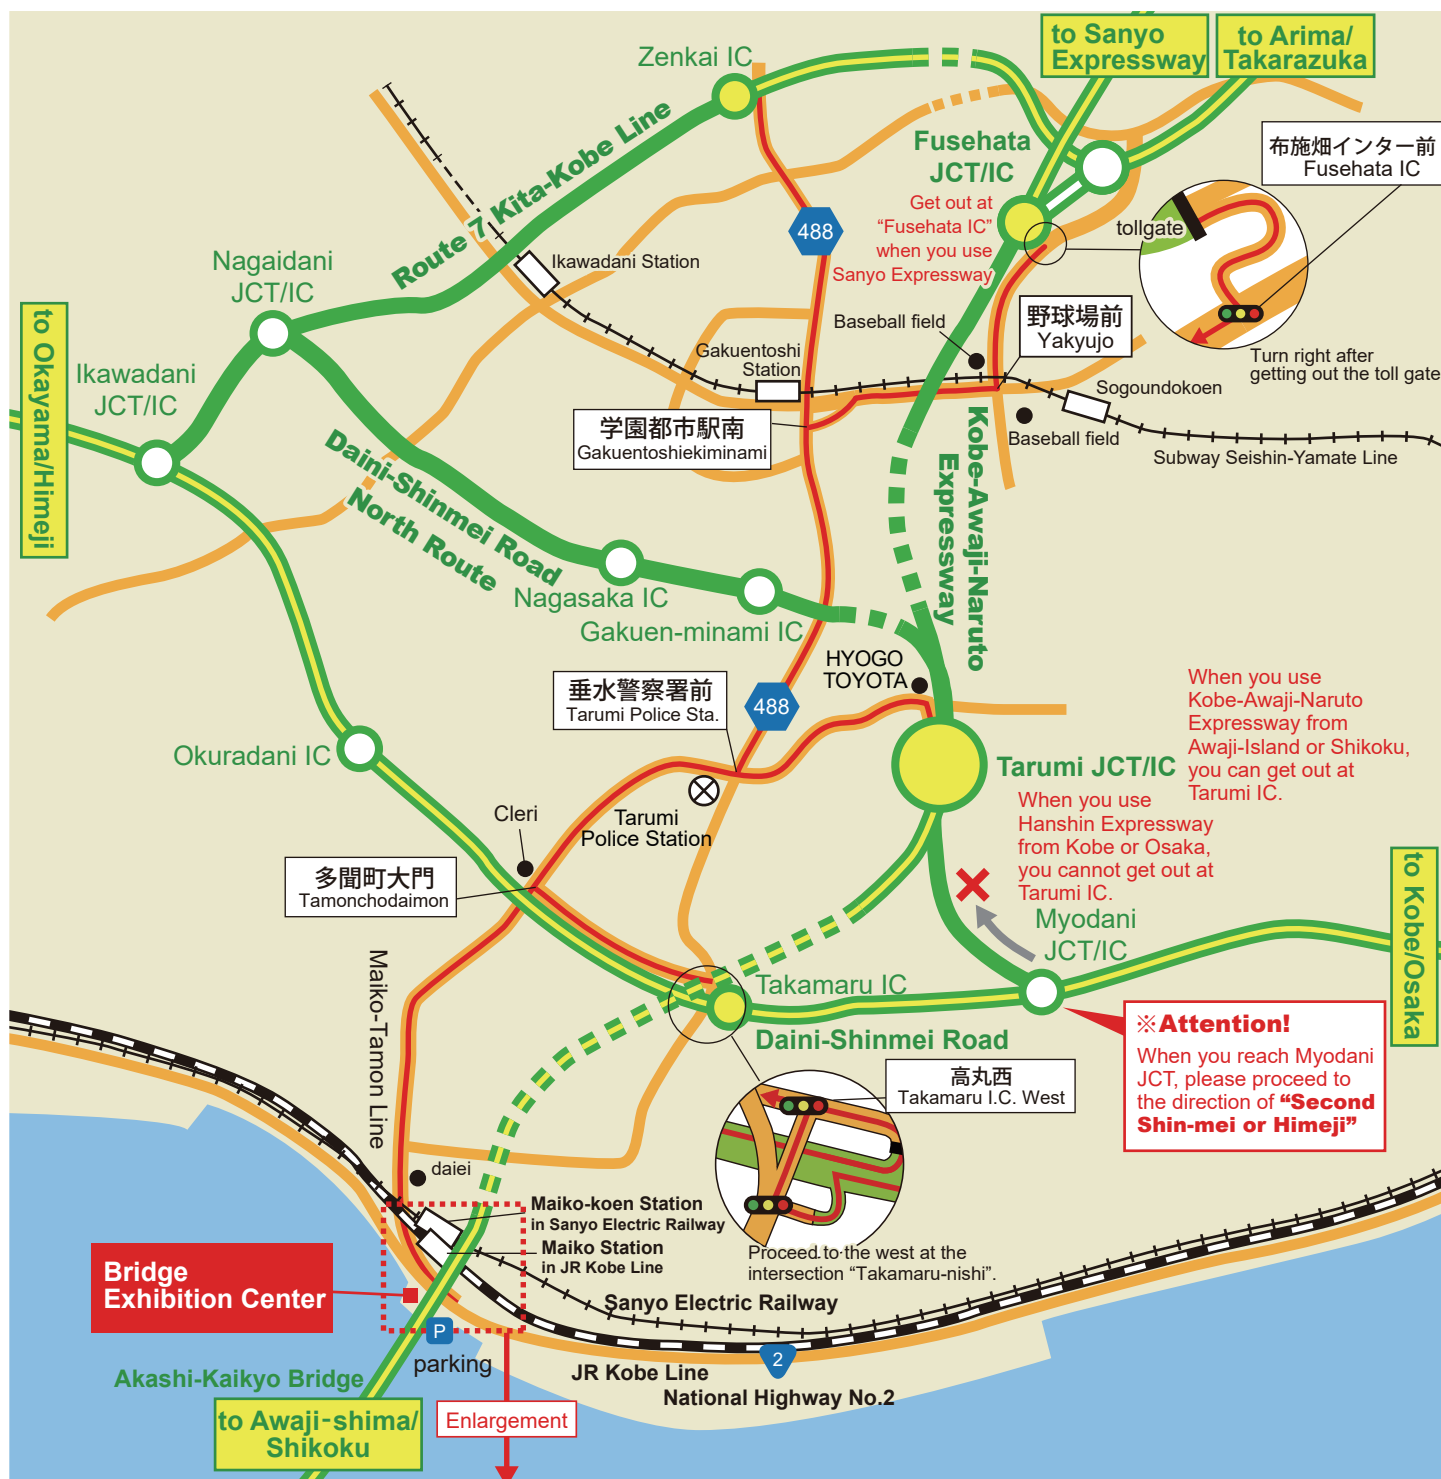 to Sanyo
Expressway
to Arima/
Takarazuka
Zenkai IC
Fusehata
JCT/IC
布施畑インター前
Fusehata IC
Get out at
“Fusehata IC”
when you use
Sanyo Expressway
tollgate
488
Route 7 Kita-Kobe Line
Ikawadani Station
Nagaidani
JCT/IC
to Okayama/Himeji
Ikawadani
JCT/IC
Baseball field
野球場前
Yakyujo
Gakuentoshi
Station
Turn right after
getting out the toll gate
Sogoundokoen
学園都市駅南
Gakuentoshiekiminami
Baseball field
Subway Seishin-Yamate Line
Kobe-Awaji-Naruto
Expressway
Daini-Shinmei Road
North Route
Nagasaka IC
Gakuen-minami IC
HYOGO
TOYOTA
垂水警察署前
Tarumi Police Sta.
488
When you use
Kobe-Awaji-Naruto
Expressway from
Awaji-Island or Shikoku,
you can get out at
Tarumi IC.
Okuradani IC
Tarumi JCT/IC
When you use
Hanshin Expressway
from Kobe or Osaka,
you cannot get out at
Tarumi IC.
Cleri
Tarumi
Police Station
多聞町大門
Tamonchodaimon
to Kobe/Osaka
Myodani
JCT/IC
Maiko-Tamon Line
Takamaru IC
Daini-Shinmei Road
※Attention!
When you reach Myodani
JCT, please proceed to
the direction of “Second
Shin-mei or Himeji”
高丸西
Takamaru I.C. West
daiei
Maiko-koen Station
in Sanyo Electric Railway
Maiko Station
in JR Kobe Line
Proceed to the west at the
intersection “Takamaru-nishi”.
Bridge
Exhibition Center
Sanyo Electric Railway
P
parking
2
JR Kobe Line
National Highway No.2
Akashi-Kaikyo Bridge
to Awaji-shima/
Shikoku
Enlargement